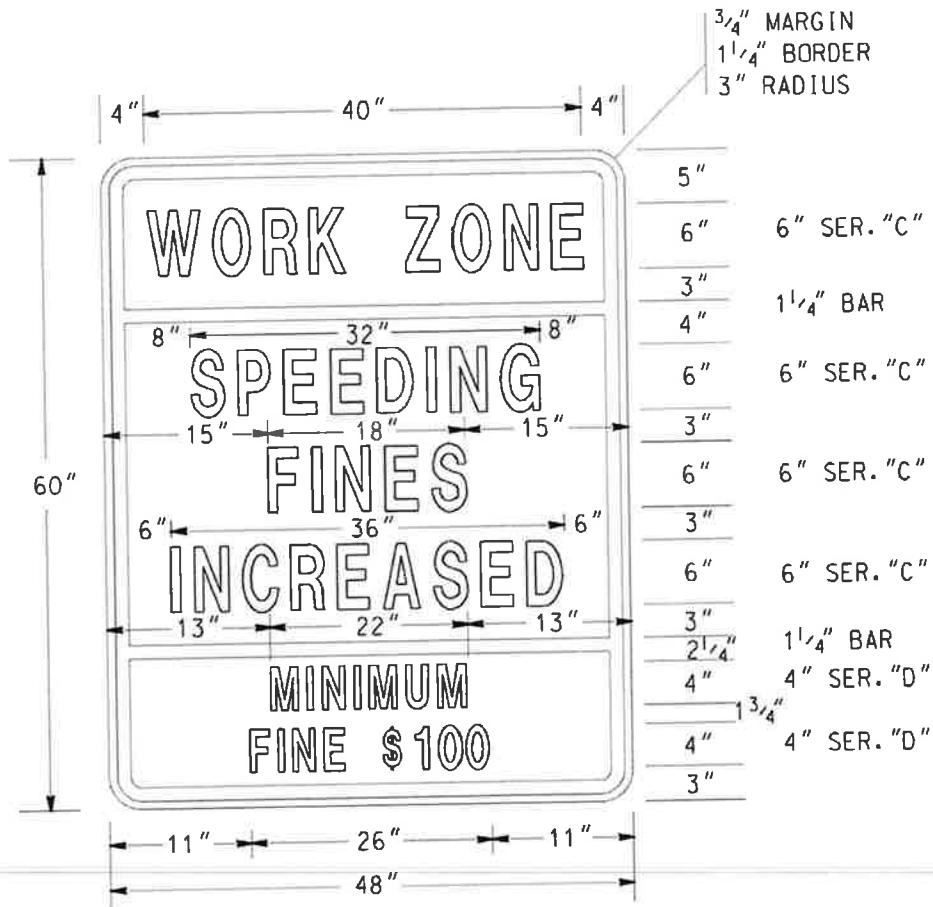 3/4" MARGIN
1 1/4" BORDER
3" RADIUS
4" 40" 4"
5"
WORK ZONE
6" 6" SER. "C"
3"
1 1/4" BAR
4"
8" 32" 8"
SPEEDING
6" 6" SER. "C"
15" 18" 15"
3"
60"
FINES
6" 6" SER. "C"
6" 36" 6"
3"
INCREASED
6" 6" SER. "C"
13" 22" 13"
3"
1 1/4" BAR
2 1/4"
MINIMUM
4" 4" SER. "D"
1 3/4"
FINE $100
4" 4" SER. "D"
3"
11" 26" 11"
48"